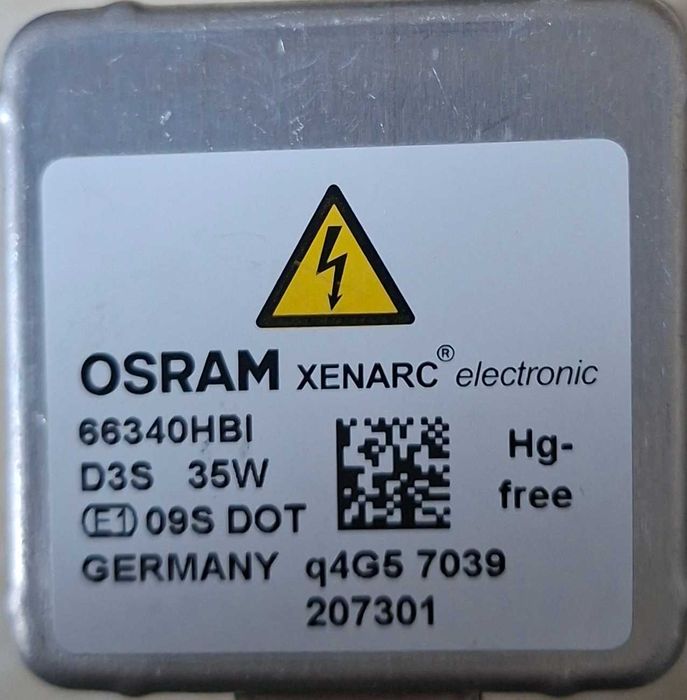 OSRAM XENARC® electronic
66340HBI
D3S 35W
Hg-
free
E1 09S DOT
GERMANY q4G5 7039
207301